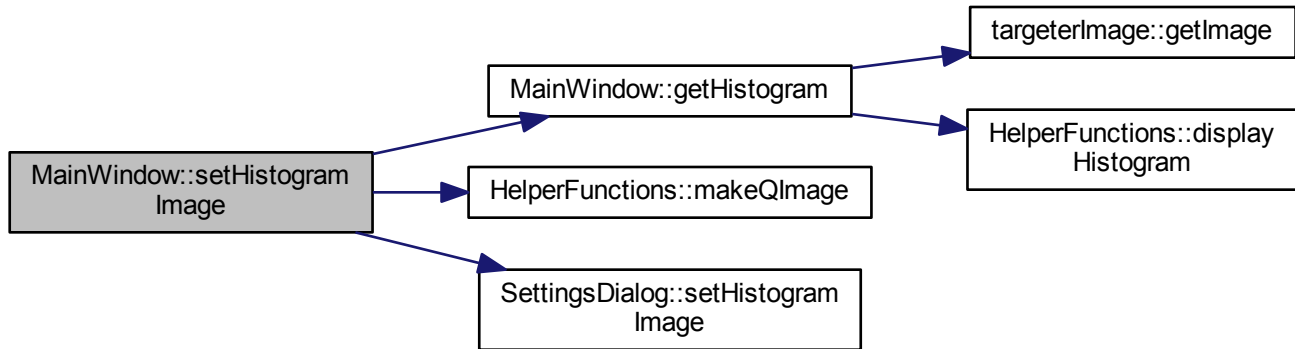 MainWindow::setHistogram
Image
MainWindow::getHistogram
HelperFunctions::makeQImage
SettingsDialog::setHistogram
Image
targeterImage::getImage
HelperFunctions::display
Histogram